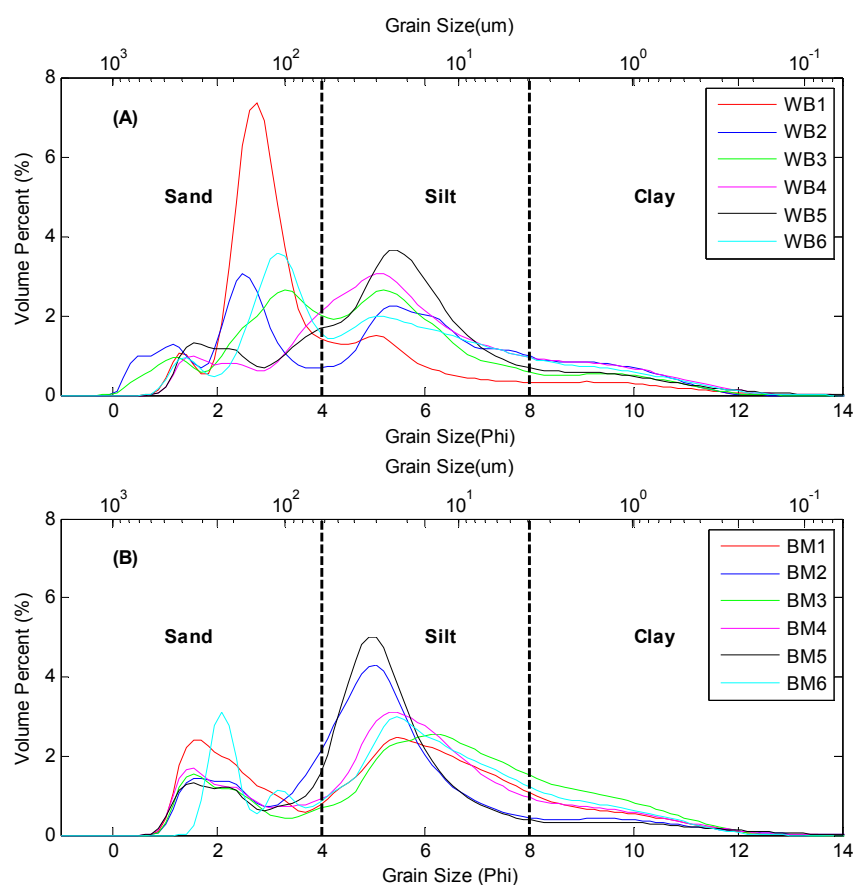 Grain Size(um)
10³ 10² 10¹ 10⁰ 10⁻¹
8
6
4
2
0
Volume Percent (%)
(A)
Sand Silt Clay
WB1
WB2
WB3
WB4
WB5
WB6
0 2 4 6 8 10 12 14
Grain Size(Phi)
Grain Size(um)
10³ 10² 10¹ 10⁰ 10⁻¹
8
6
4
2
0
Volume Percent (%)
(B)
Sand Silt Clay
BM1
BM2
BM3
BM4
BM5
BM6
0 2 4 6 8 10 12 14
Grain Size (Phi)